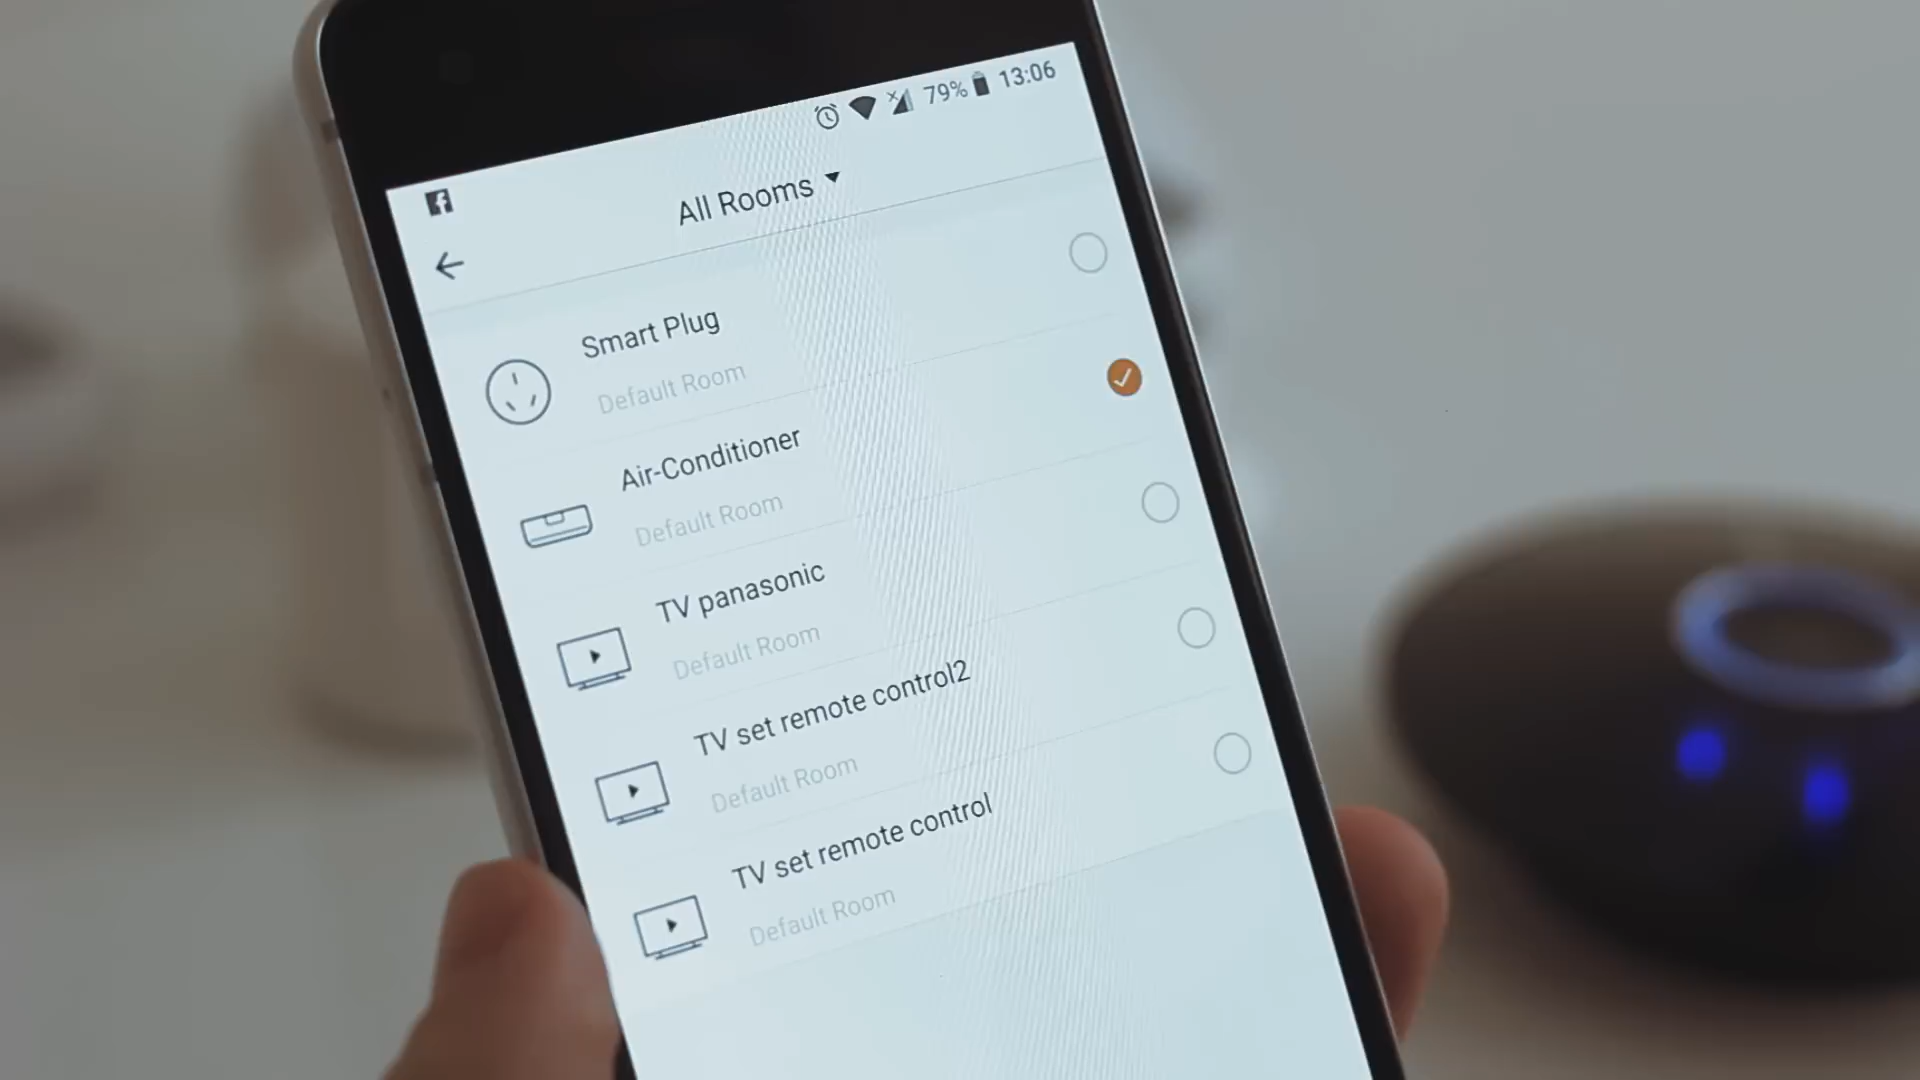 79% 13:06
All Rooms
Smart Plug
Default Room
Air-Conditioner
Default Room
TV panasonic
Default Room
TV set remote control2
Default Room
TV set remote control
Default Room